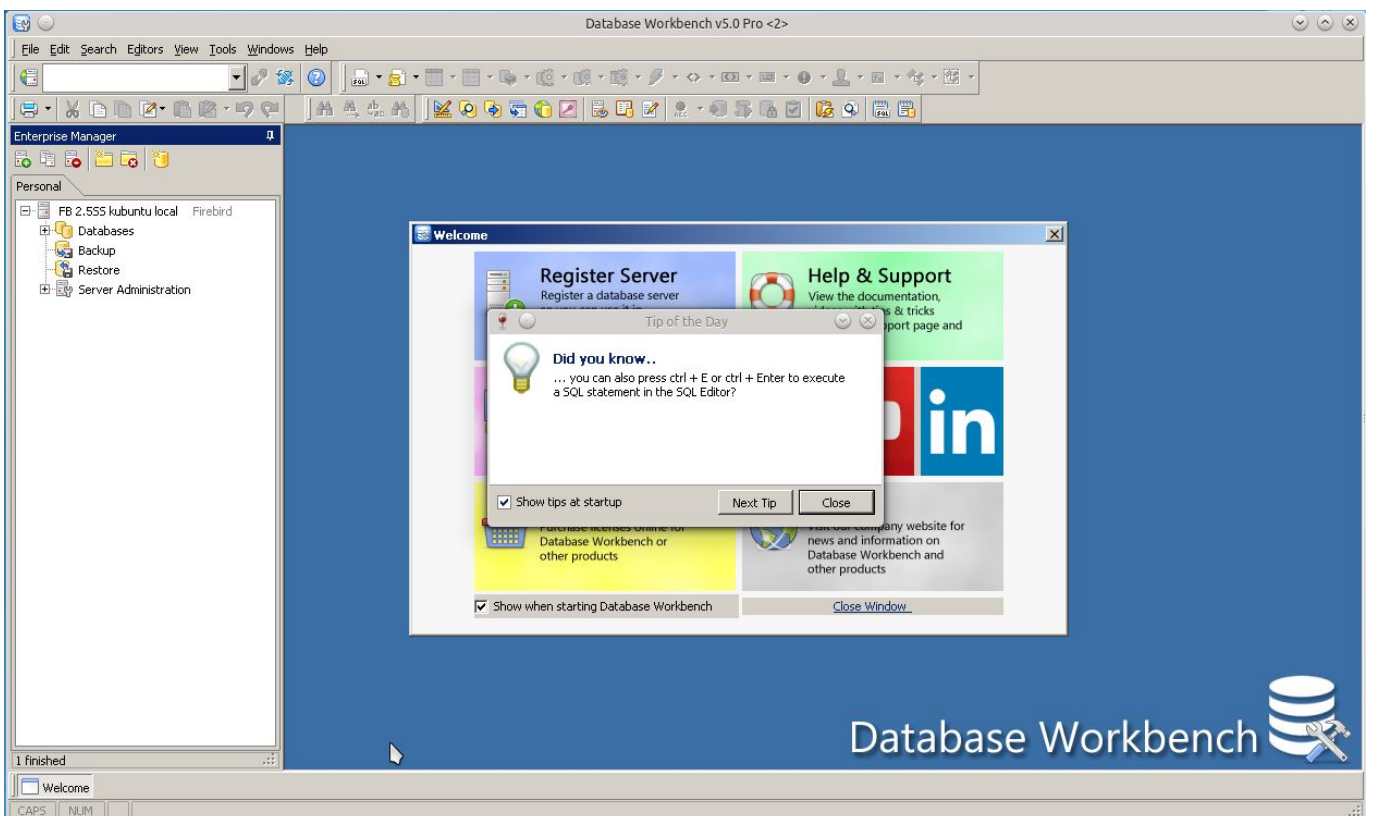 Database Workbench v5.0 Pro <2>
File Edit Search Editors View Tools Windows Help
Enterprise Manager
Personal
FB 2.5SS kubuntu local Firebird
Databases
Backup
Restore
Server Administration
1 finished
Welcome
Register Server
Register a database server
Help & Support
View the documentation,
& tricks
port page and
Tip of the Day
Did you know..
... you can also press ctrl + E or ctrl + Enter to execute
a SQL statement in the SQL Editor?
Show tips at startup
Next Tip
Close
in
Purchase licenses online for
Database Workbench or
other products
Visit our company website for
news and information on
Database Workbench and
other products
Show when starting Database Workbench
Close Window
Database Workbench
Welcome
CAPS NUM